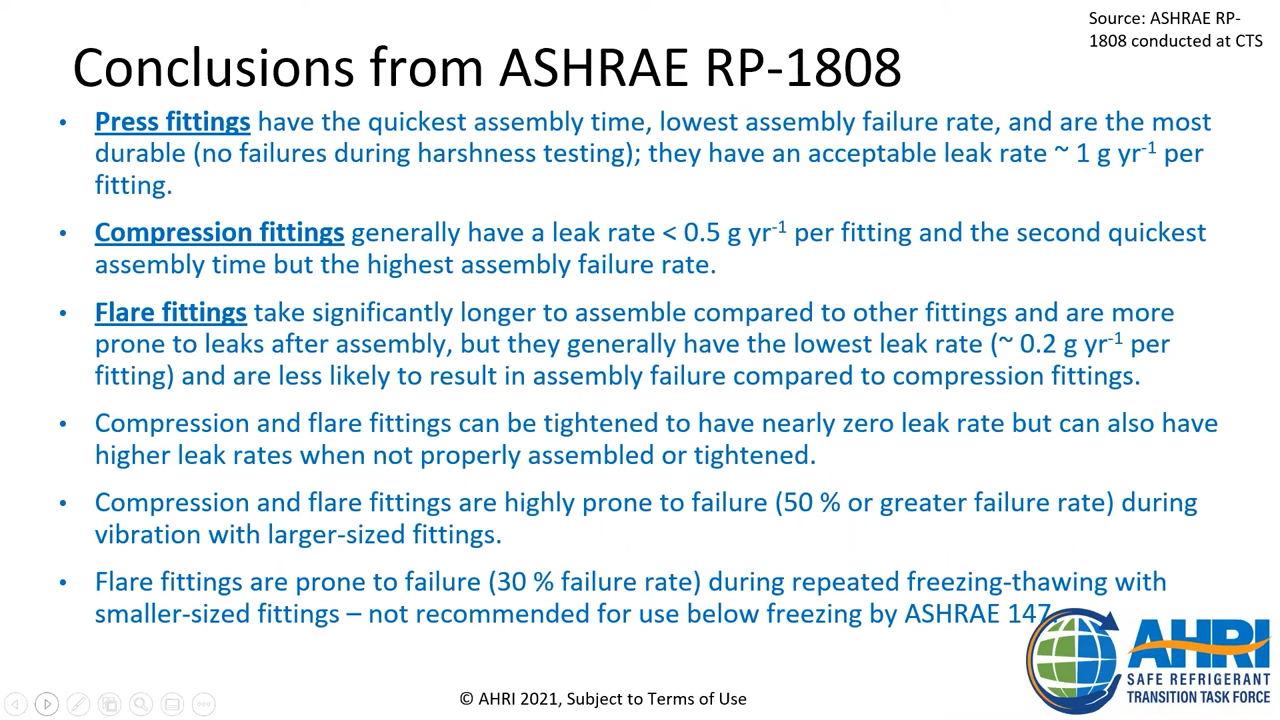 Source: ASHRAE RP-
1808 conducted at CTS
Conclusions from ASHRAE RP-1808
• Press fittings have the quickest assembly time, lowest assembly failure rate, and are the most
durable (no failures during harshness testing); they have an acceptable leak rate ~ 1 g yr-1 per
fitting.
• Compression fittings generally have a leak rate < 0.5 g yr-1 per fitting and the second quickest
assembly time but the highest assembly failure rate.
• Flare fittings take significantly longer to assemble compared to other fittings and are more
prone to leaks after assembly, but they generally have the lowest leak rate (~ 0.2 g yr-1 per
fitting) and are less likely to result in assembly failure compared to compression fittings.
• Compression and flare fittings can be tightened to have nearly zero leak rate but can also have
higher leak rates when not properly assembled or tightened.
• Compression and flare fittings are highly prone to failure (50 % or greater failure rate) during
vibration with larger-sized fittings.
• Flare fittings are prone to failure (30 % failure rate) during repeated freezing-thawing with
smaller-sized fittings – not recommended for use below freezing by ASHRAE 147.
AHRI
SAFE REFRIGERANT
TRANSITION TASK FORCE
© AHRI 2021, Subject to Terms of Use